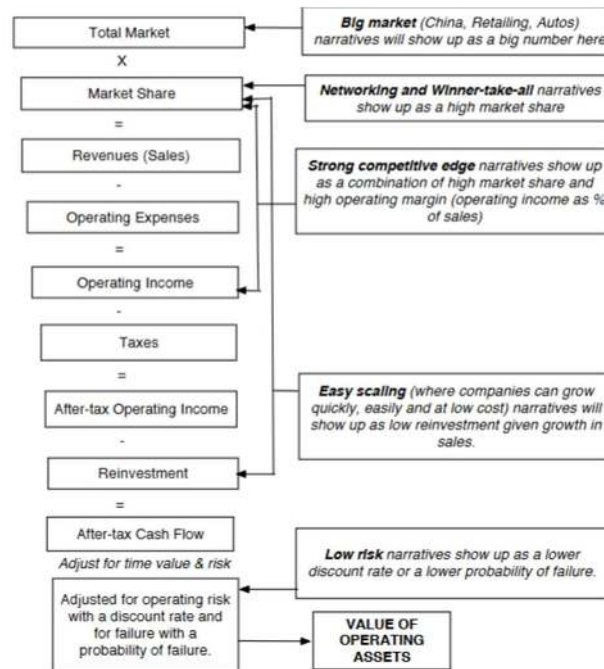 Total Market
Big market (China, Retailing, Autos)
narratives will show up as a big number here
X
Market Share
Networking and Winner-take-all narratives
show up as a high market share
=
Revenues (Sales)
-
Strong competitive edge narratives show up
as a combination of high market share and
high operating margin (operating income as %
of sales)
Operating Expenses
=
Operating Income
-
Taxes
=
After-tax Operating Income
Easy scaling (where companies can grow
quickly, easily and at low cost) narratives will
show up as low reinvestment given growth in
sales.
-
Reinvestment
=
After-tax Cash Flow
Adjust for time value & risk
Low risk narratives show up as a lower
discount rate or a lower probability of failure.
Adjusted for operating risk
with a discount rate and
for failure with a
probability of failure.
VALUE OF
OPERATING
ASSETS